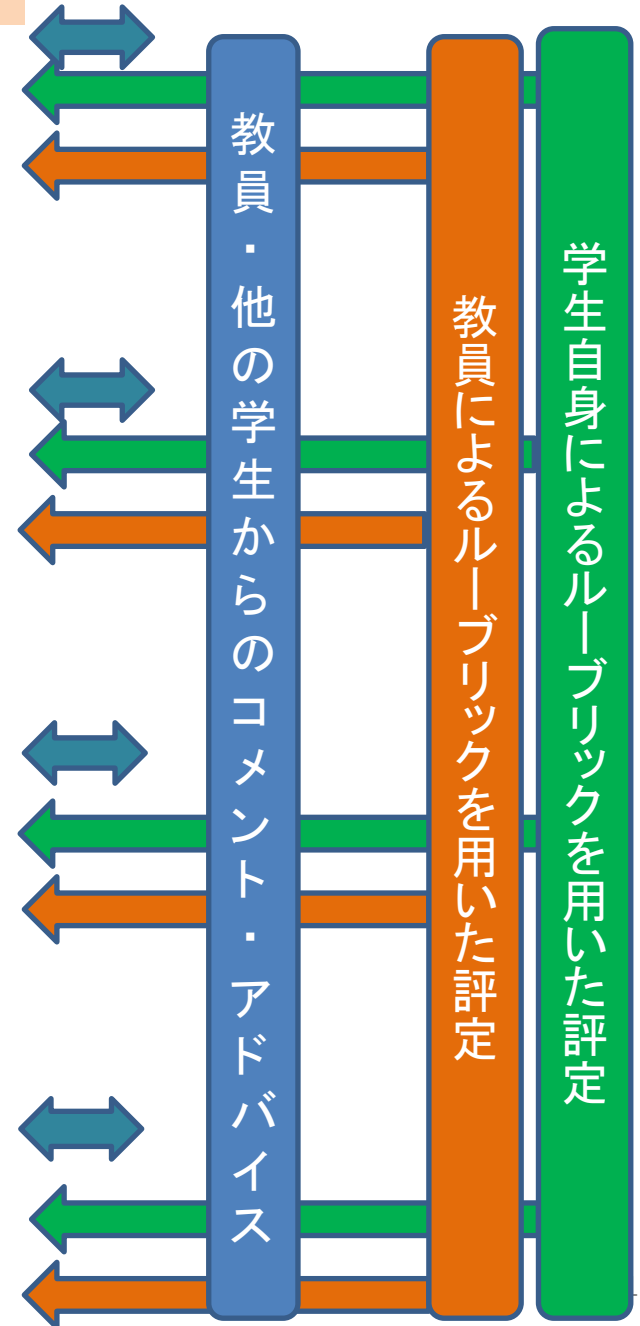 教員・他の学生からのコメント・アドバイス
教員によるルーブリックを用いた評定
学生自身によるルーブリックを用いた評定